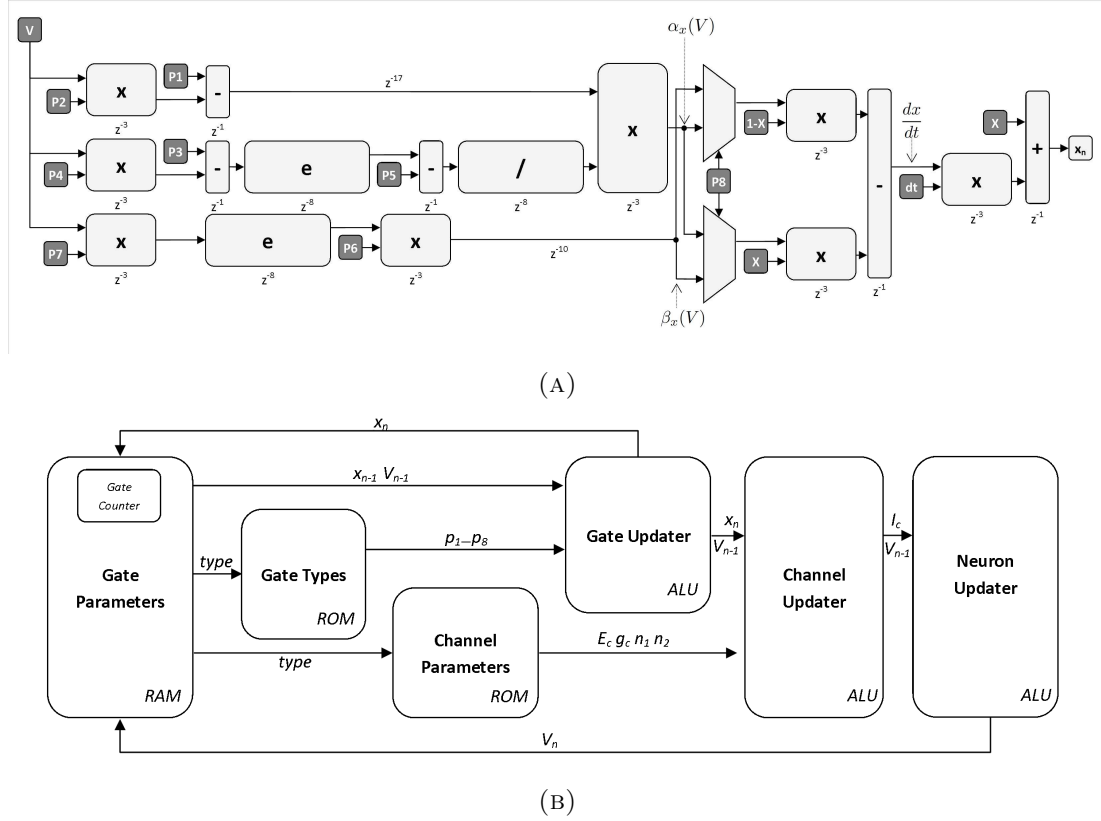 V
α_x(V)
P1
z^-17
P2
x
-
z^-3
z^-1
x
1-X
x
z^-3
dx
dt
X
P3
P4
x
-
e
P5
-
/
P8
-
dt
x
+
x_n
z^-3
z^-1
z^-8
z^-1
z^-8
z^-3
z^-3
z^-1
P7
x
e
P6
x
z^-10
X
x
z^-3
z^-8
z^-3
z^-3
z^-1
β_x(V)
(A)
x_n
Gate
Counter
x_n-1 V_n-1
Gate
Parameters
RAM
type
Gate Types
ROM
p_1—p_8
Gate Updater
ALU
x_n
V_n-1
type
Channel
Parameters
ROM
E_c g_c n_1 n_2
Channel
Updater
ALU
I_c
V_n-1
Neuron
Updater
ALU
V_n
(B)